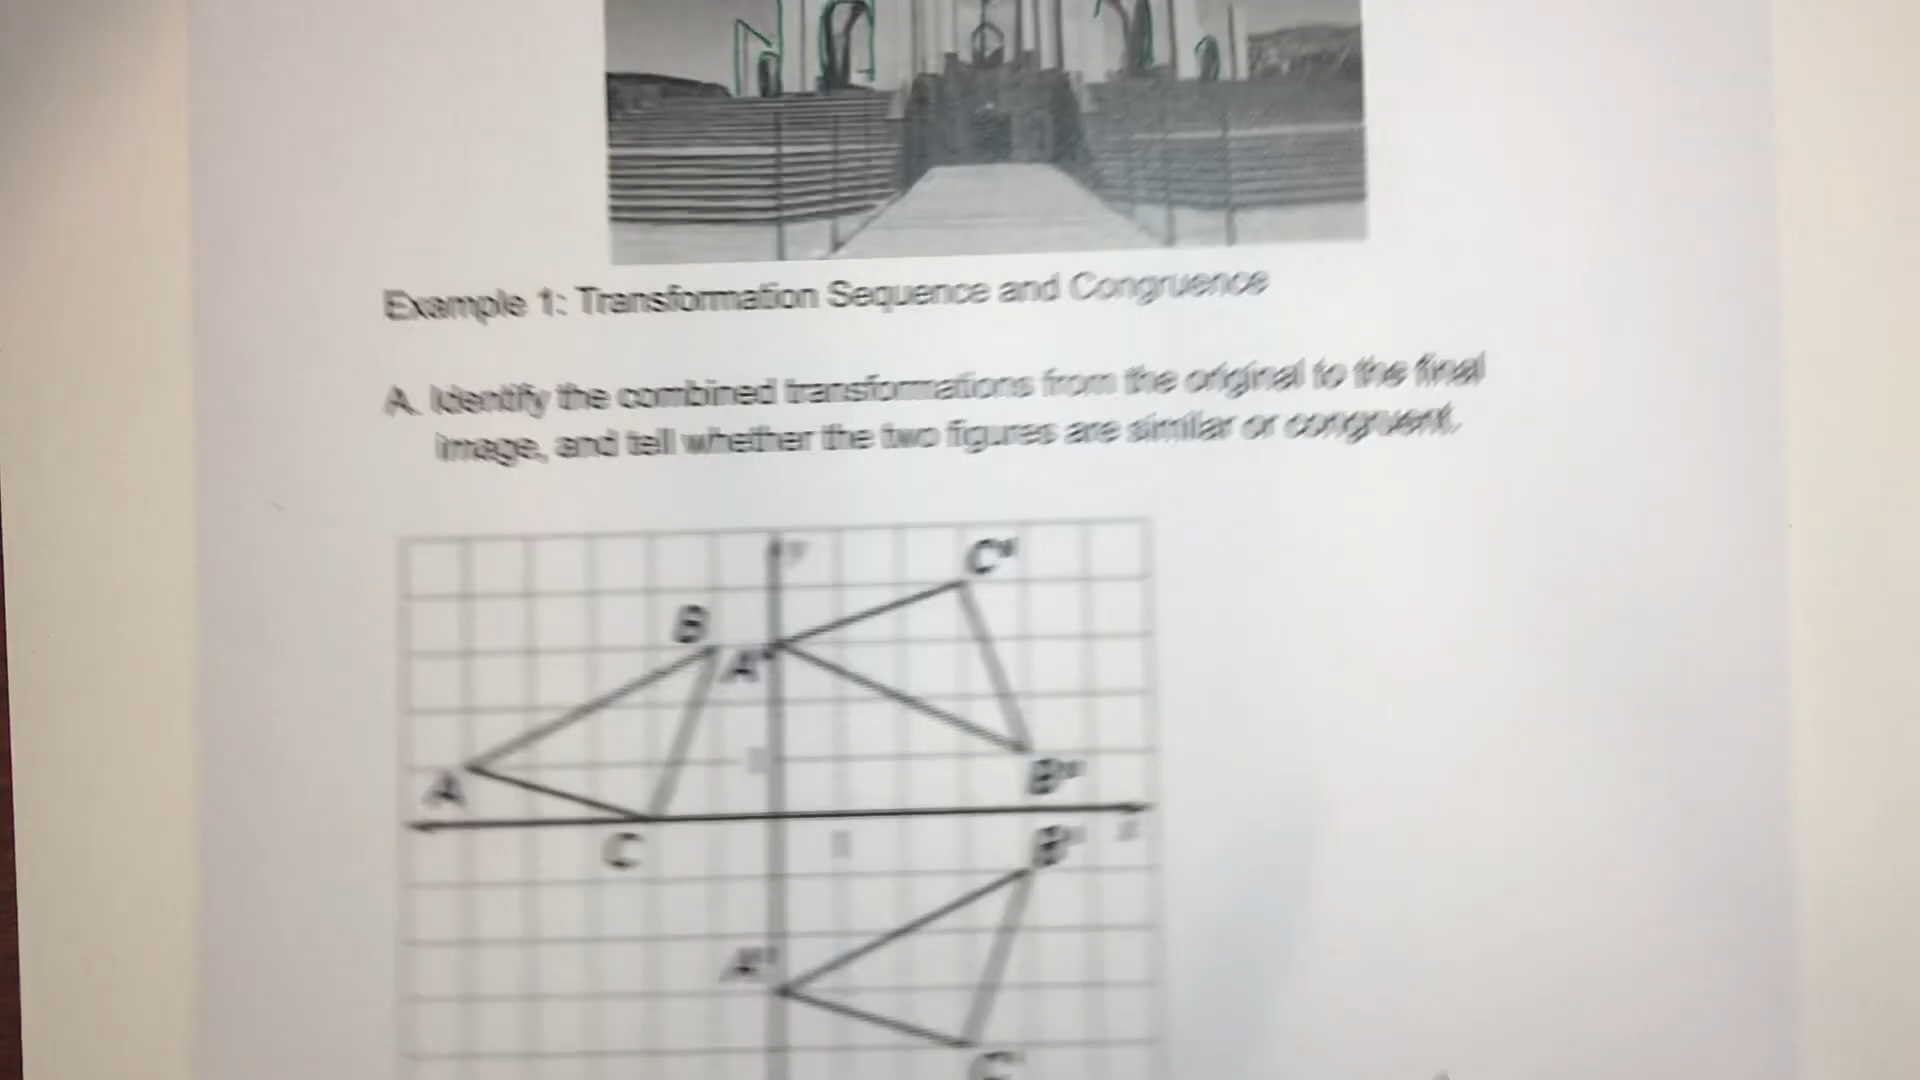 Example 1: Transformation Sequence and Congruence
A. Identify the combined transformations from the original to the final
image, and tell whether the two figures are similar or congruent.
y
C"
B
A"
A
B"
C
1
x
B'
A'
C'